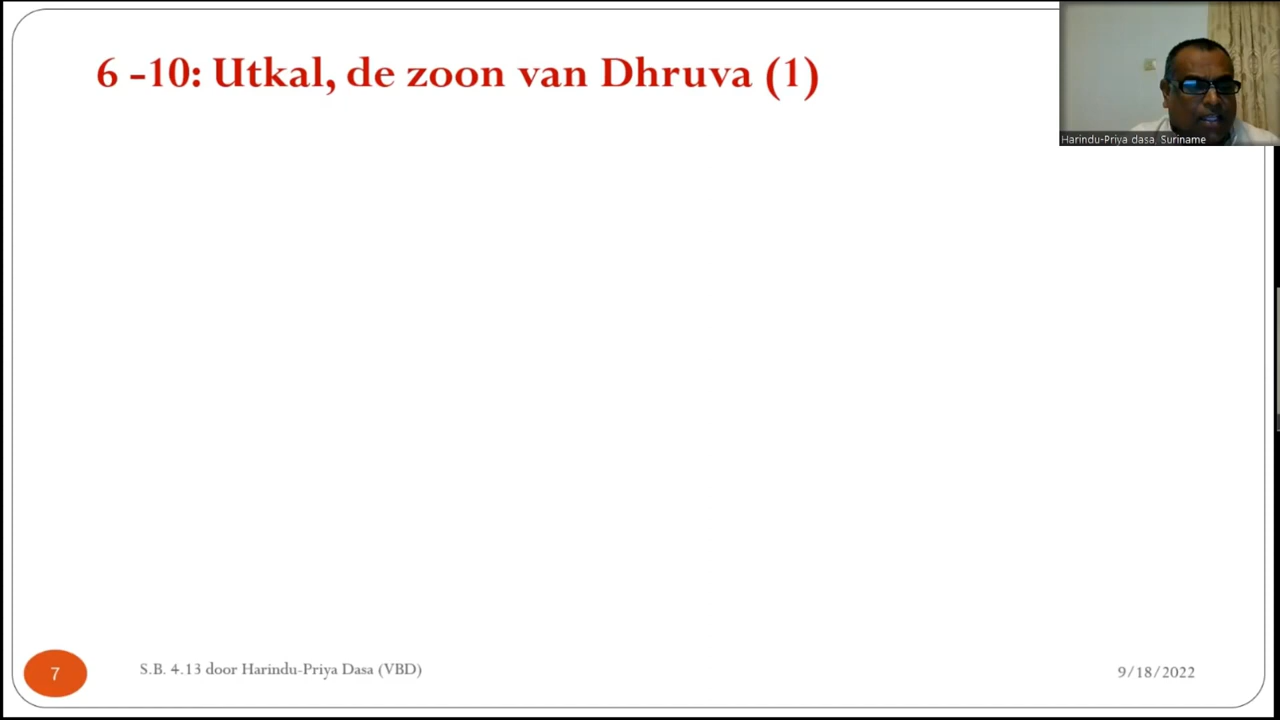 6 -10: Utkal, de zoon van Dhruva (1)
Harindu-Priya dasa, Suriname
7
S.B. 4.13 door Harindu-Priya Dasa (VBD)
9/18/2022